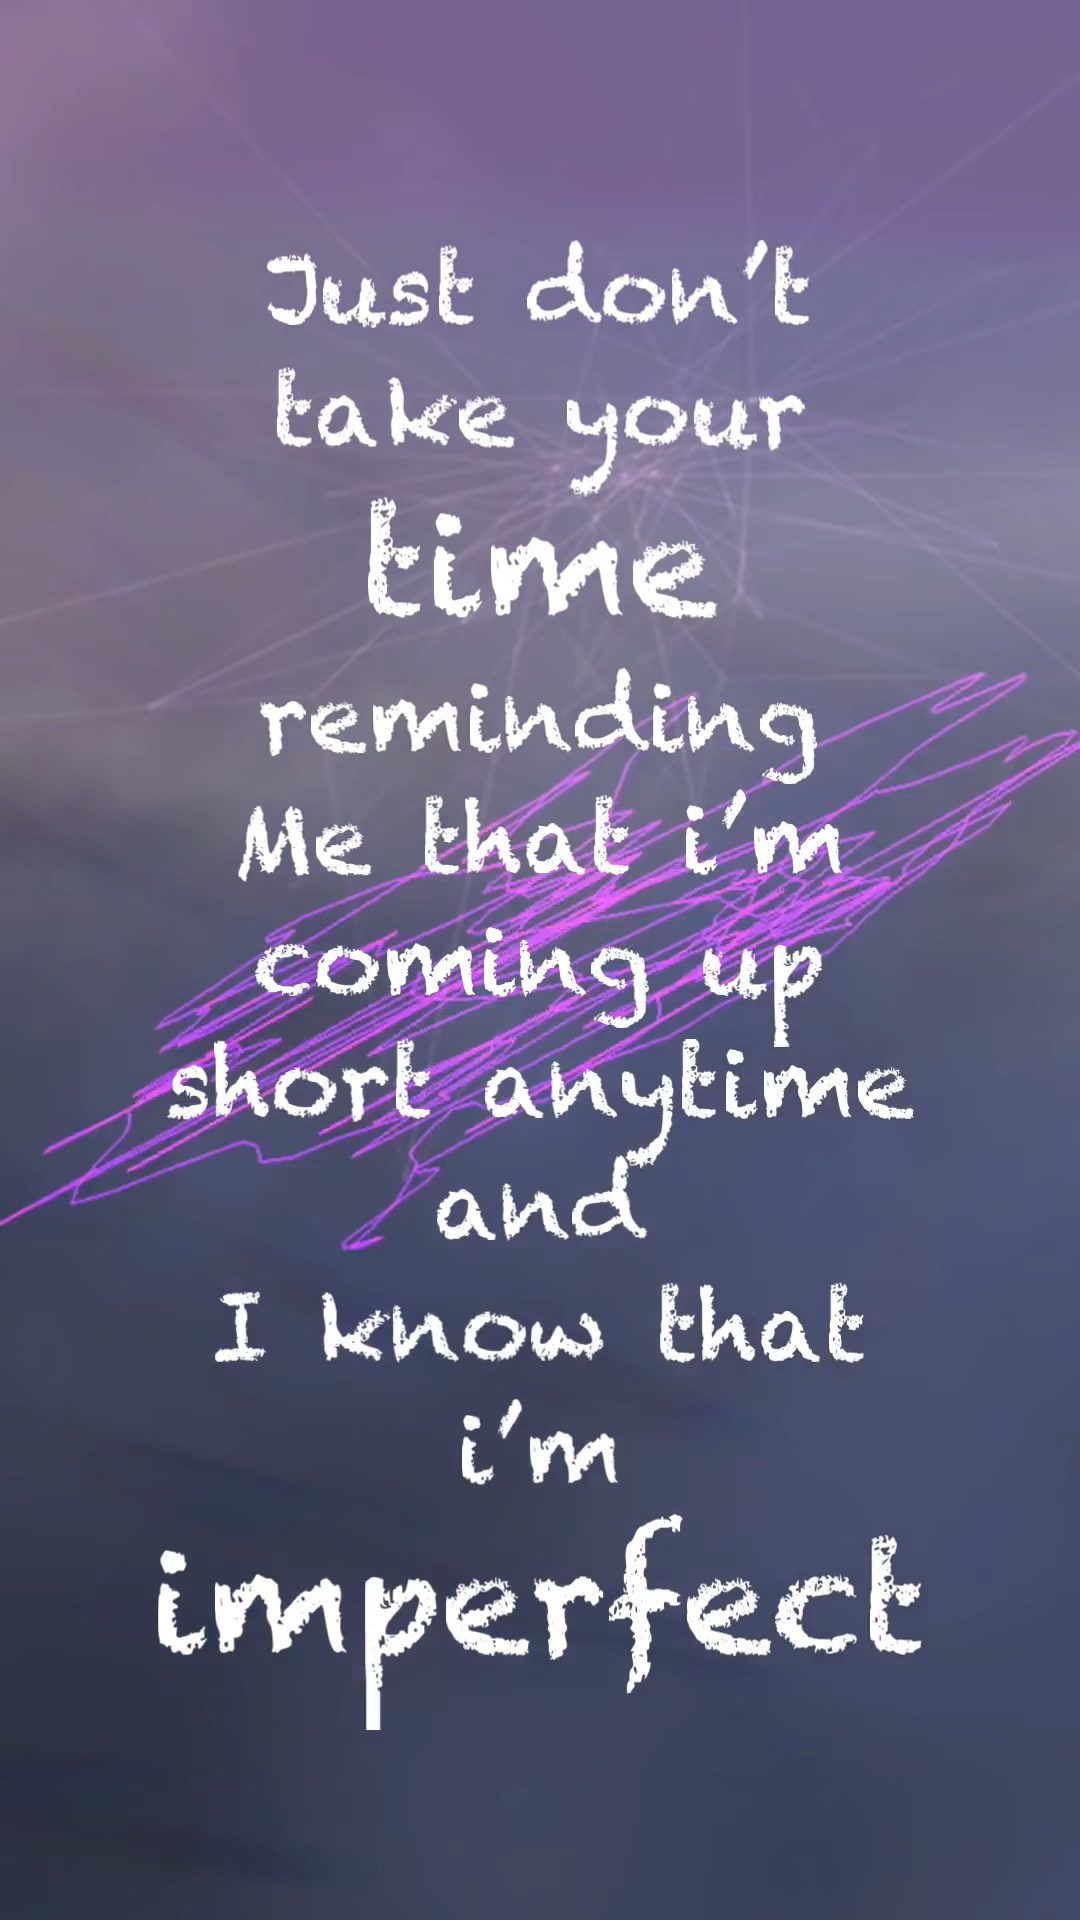 Just don't
take your
time
reminding
Me that i'm
coming up
short anytime
and
I know that
i'm
imperfect